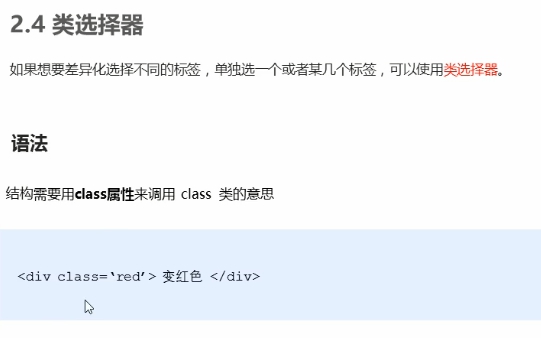 2.4 类选择器
如果想要差异化选择不同的标签，单独选一个或者某几个标签，可以使用类选择器。
语法
结构需要用class属性来调用 class 类的意思
<div class=‘red’> 变红色 </div>